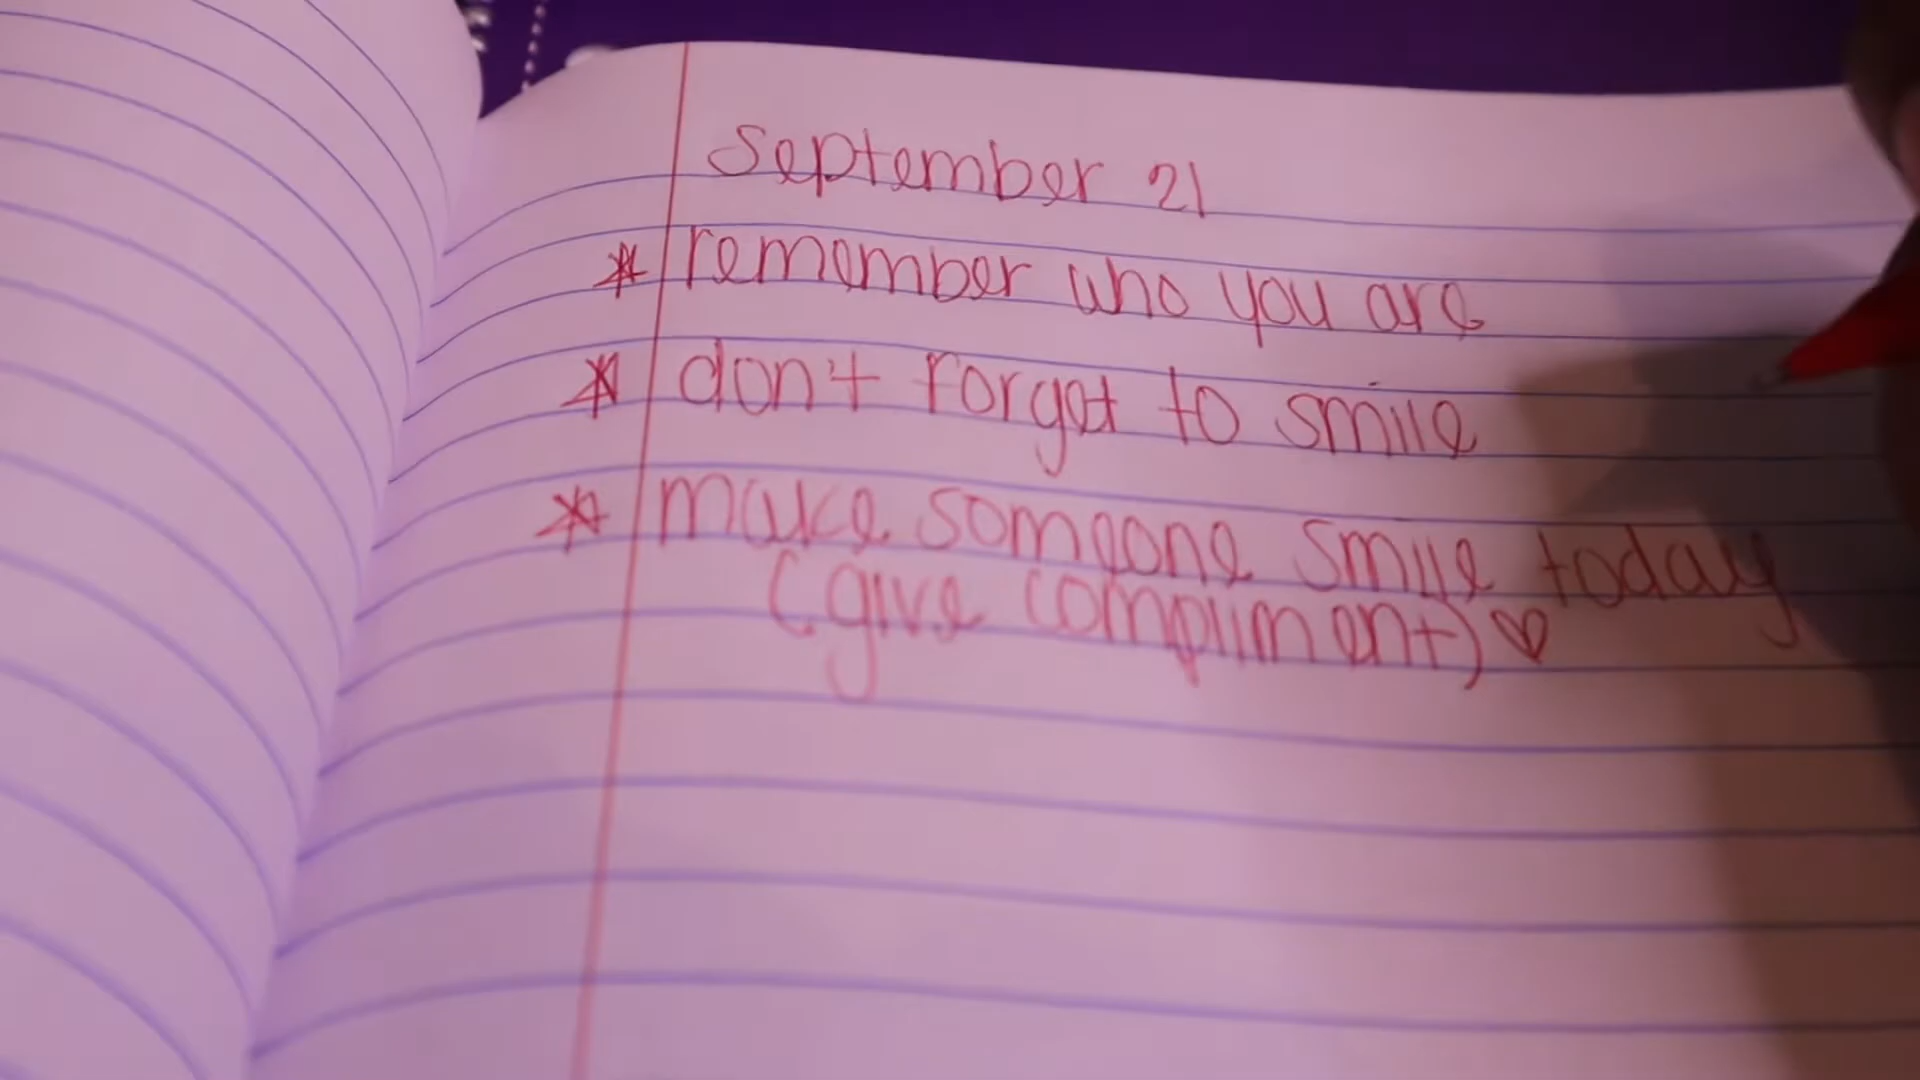 September 21
* remember who you are
* don't forget to smile
* make someone smile today
(give compliment) ♡